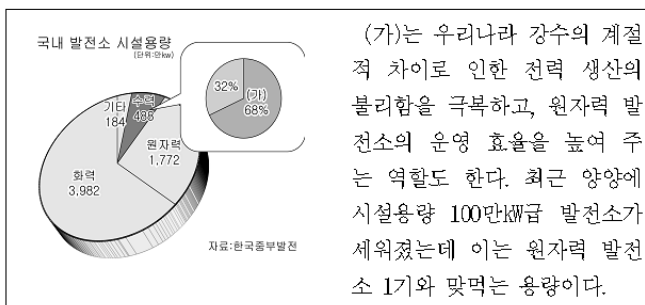 국내 발전소 시설용량
(단위:만kw)
기타
184
수력
485
32%
(가)
68%
원자력
1,772
화력
3,982
자료:한국중부발전
(가)는 우리나라 강수의 계절
적 차이로 인한 전력 생산의
불리함을 극복하고, 원자력 발
전소의 운영 효율을 높여 주
는 역할도 한다. 최근 양양에
시설용량 100만kW급 발전소가
세워졌는데 이는 원자력 발전
소 1기와 맞먹는 용량이다.